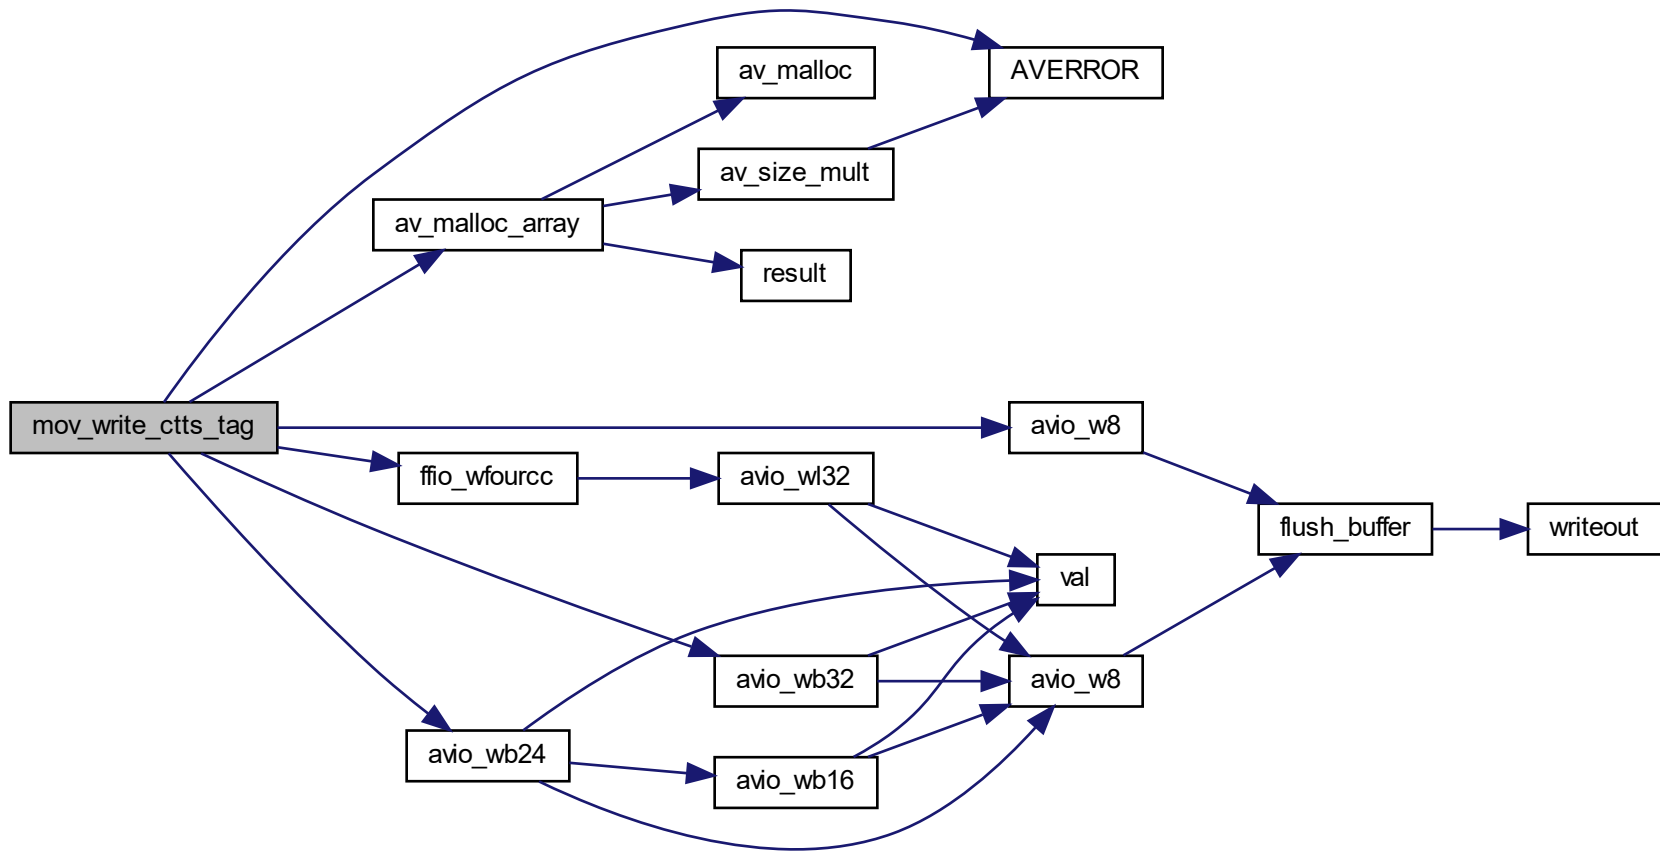 av_malloc
AVERROR
av_size_mult
av_malloc_array
result
mov_write_ctts_tag
avio_w8
ffio_wfourcc
avio_wl32
flush_buffer
writeout
val
avio_wb32
avio_w8
avio_wb24
avio_wb16